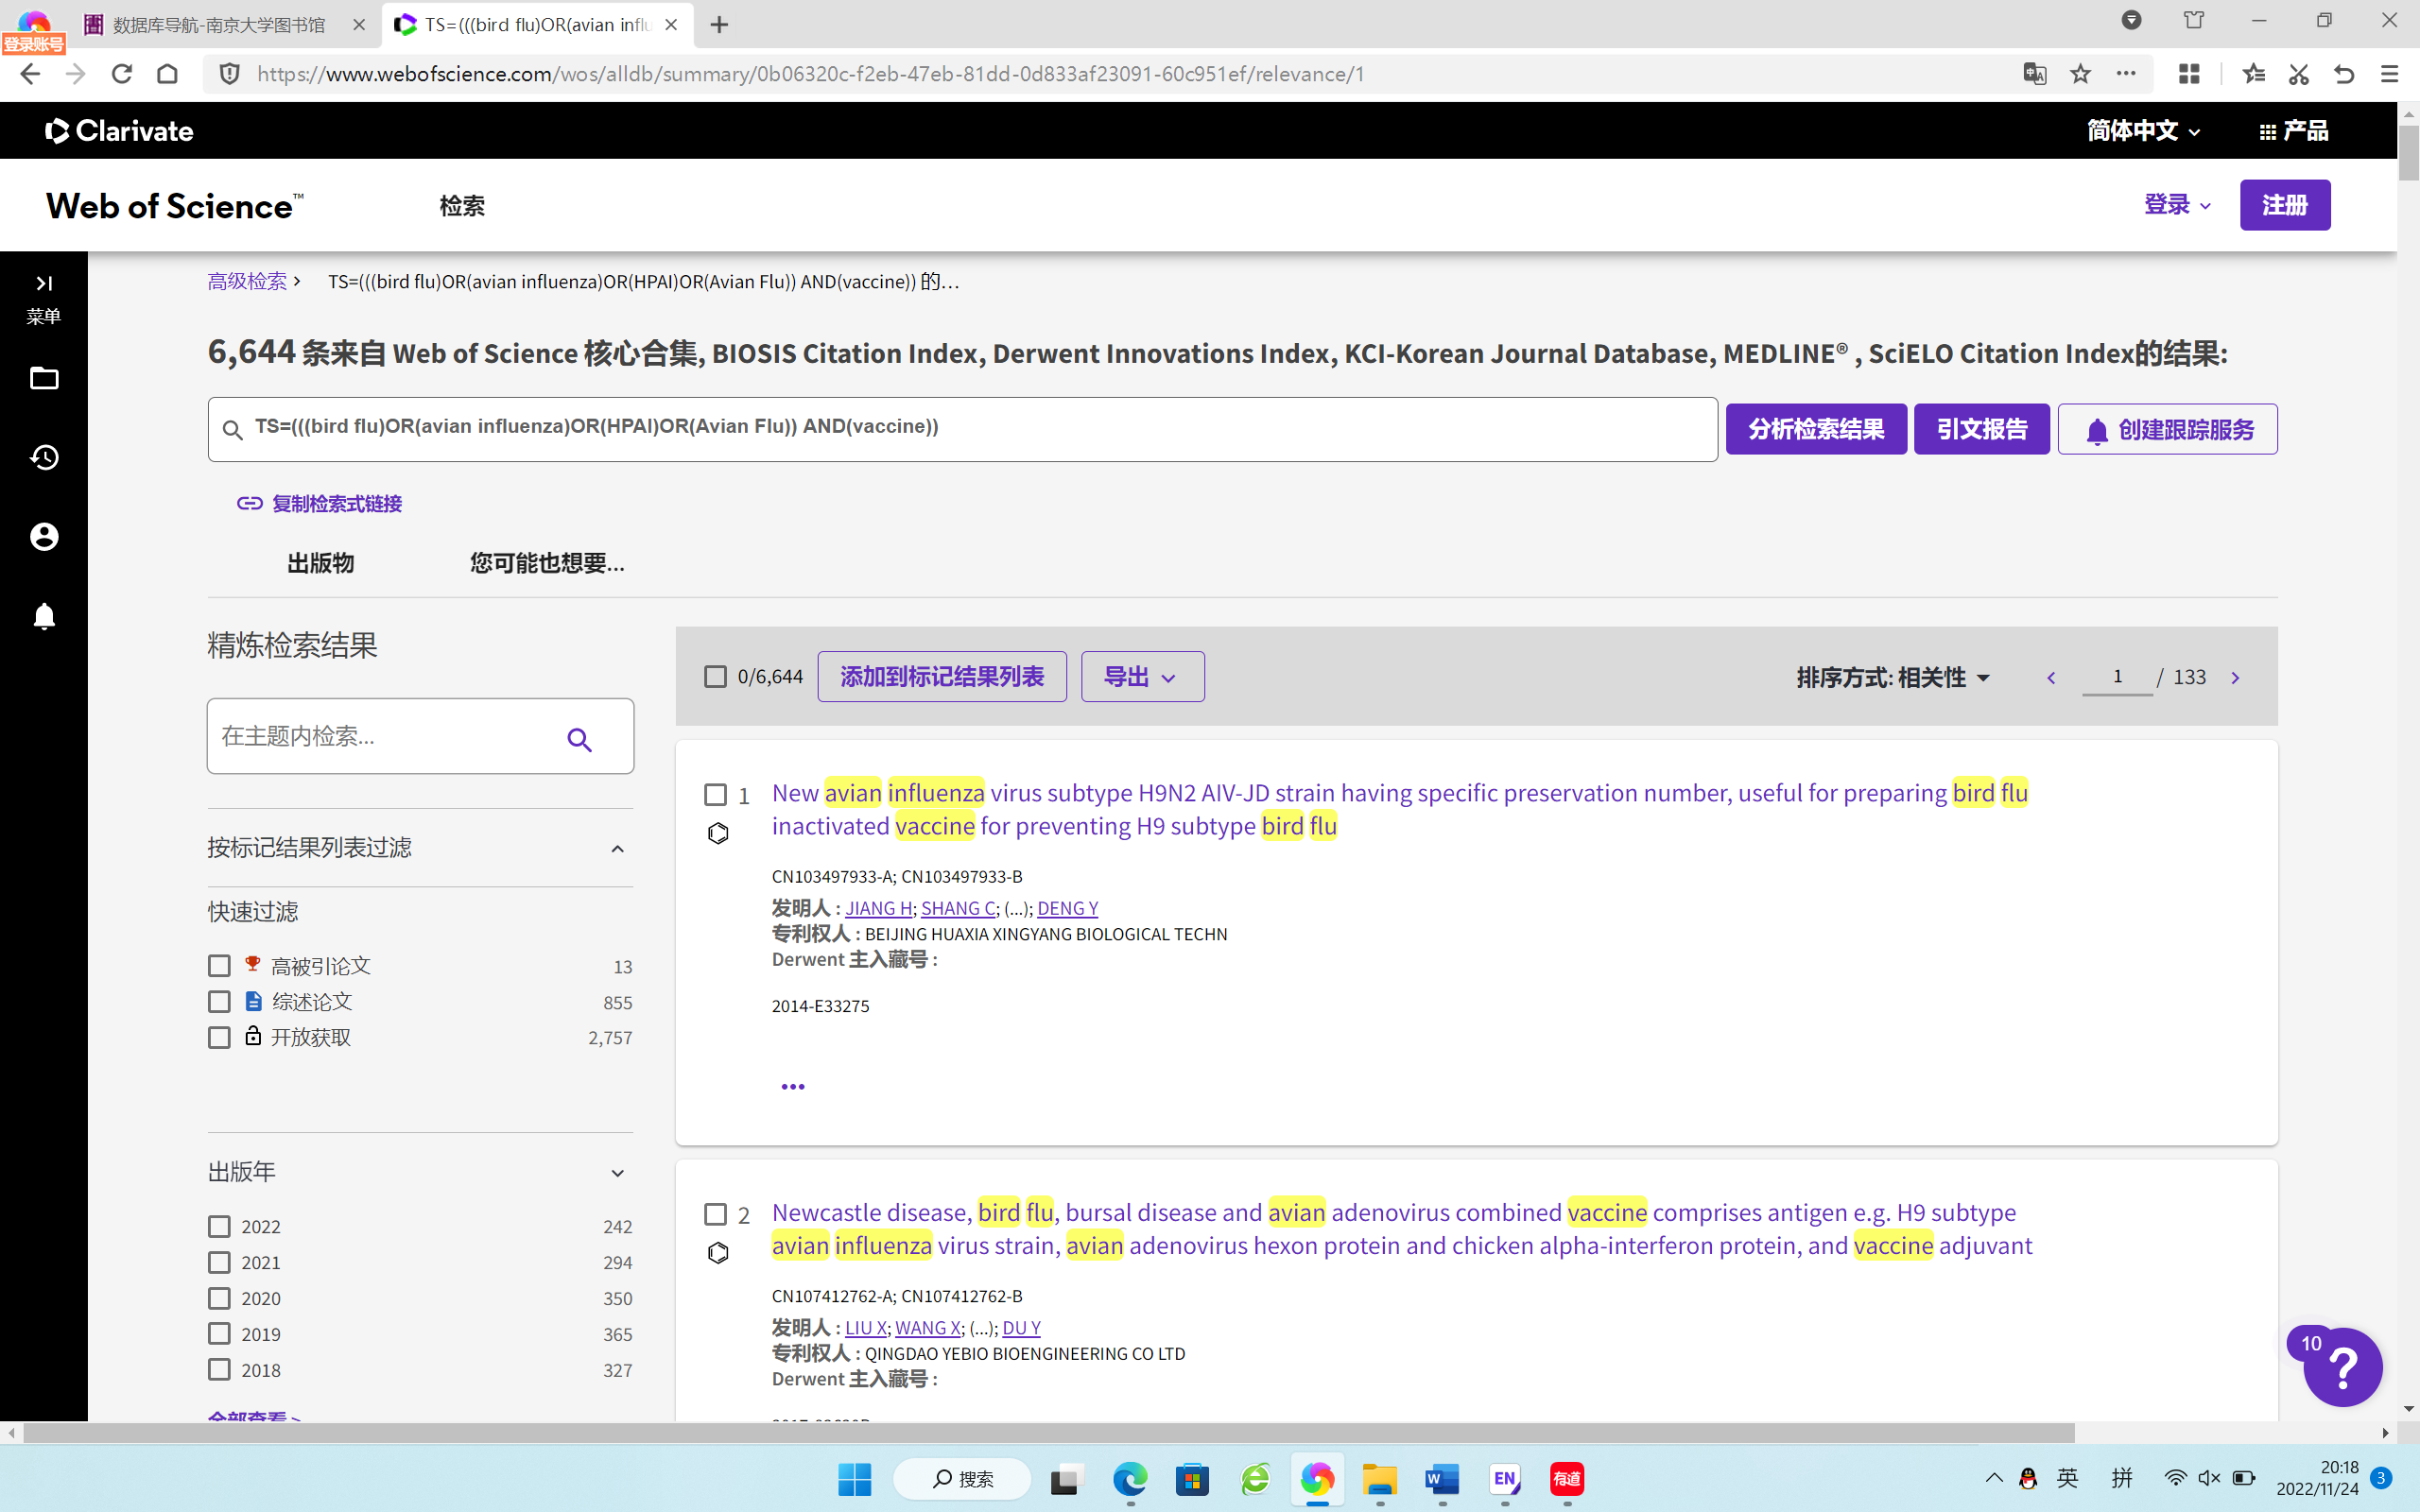 登录账号
数据库导航-南京大学图书馆
TS=(((bird flu)OR(avian influ
https://www.webofscience.com/wos/alldb/summary/0b06320c-f2eb-47eb-81dd-0d833af23091-60c951ef/relevance/1
Clarivate
简体中文
产品
Web of Science™
检索
登录
注册
菜单
高级检索 >
TS=(((bird flu)OR(avian influenza)OR(HPAI)OR(Avian Flu)) AND(vaccine)) 的…
6,644 条来自 Web of Science 核心合集, BIOSIS Citation Index, Derwent Innovations Index, KCI-Korean Journal Database, MEDLINE® , SciELO Citation Index的结果:
TS=(((bird flu)OR(avian influenza)OR(HPAI)OR(Avian Flu)) AND(vaccine))
分析检索结果
引文报告
创建跟踪服务
复制检索式链接
出版物
您可能也想要...
精炼检索结果
在主题内检索...
按标记结果列表过滤
快速过滤
高被引论文 13
综述论文 855
开放获取 2,757
出版年
2022 242
2021 294
2020 350
2019 365
2018 327
全部查看 >
0/6,644
添加到标记结果列表
导出
排序方式: 相关性
1 / 133
1
New avian influenza virus subtype H9N2 AIV-JD strain having specific preservation number, useful for preparing bird flu
inactivated vaccine for preventing H9 subtype bird flu
CN103497933-A; CN103497933-B
发明人 : JIANG H; SHANG C; (...); DENG Y
专利权人 : BEIJING HUAXIA XINGYANG BIOLOGICAL TECHN
Derwent 主入藏号 :
2014-E33275
2
Newcastle disease, bird flu, bursal disease and avian adenovirus combined vaccine comprises antigen e.g. H9 subtype
avian influenza virus strain, avian adenovirus hexon protein and chicken alpha-interferon protein, and vaccine adjuvant
CN107412762-A; CN107412762-B
发明人 : LIU X; WANG X; (...); DU Y
专利权人 : QINGDAO YEBIO BIOENGINEERING CO LTD
Derwent 主入藏号 :
10
?
搜索
W
EN
有道
英
拼
20:18
2022/11/24
3